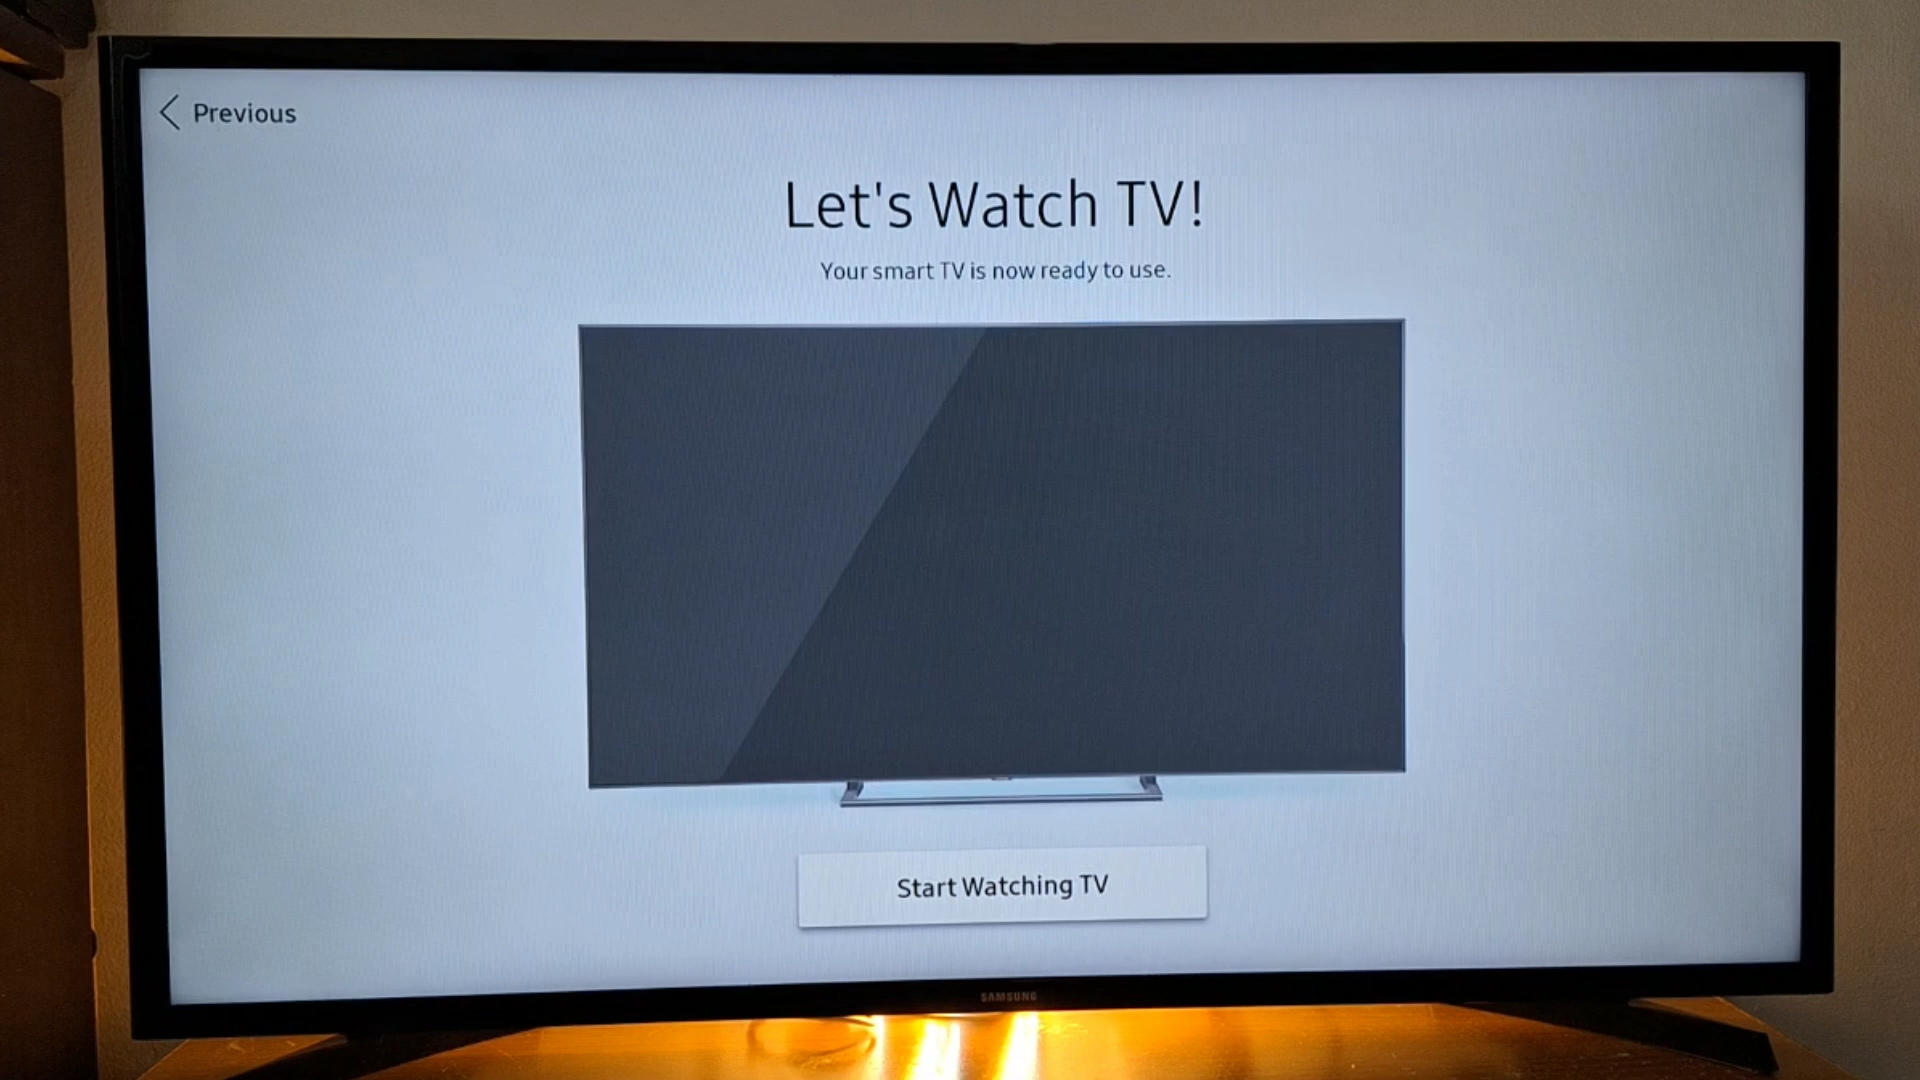 Previous
Let's Watch TV!
Your smart TV is now ready to use.
Start Watching TV
SAMSUNG